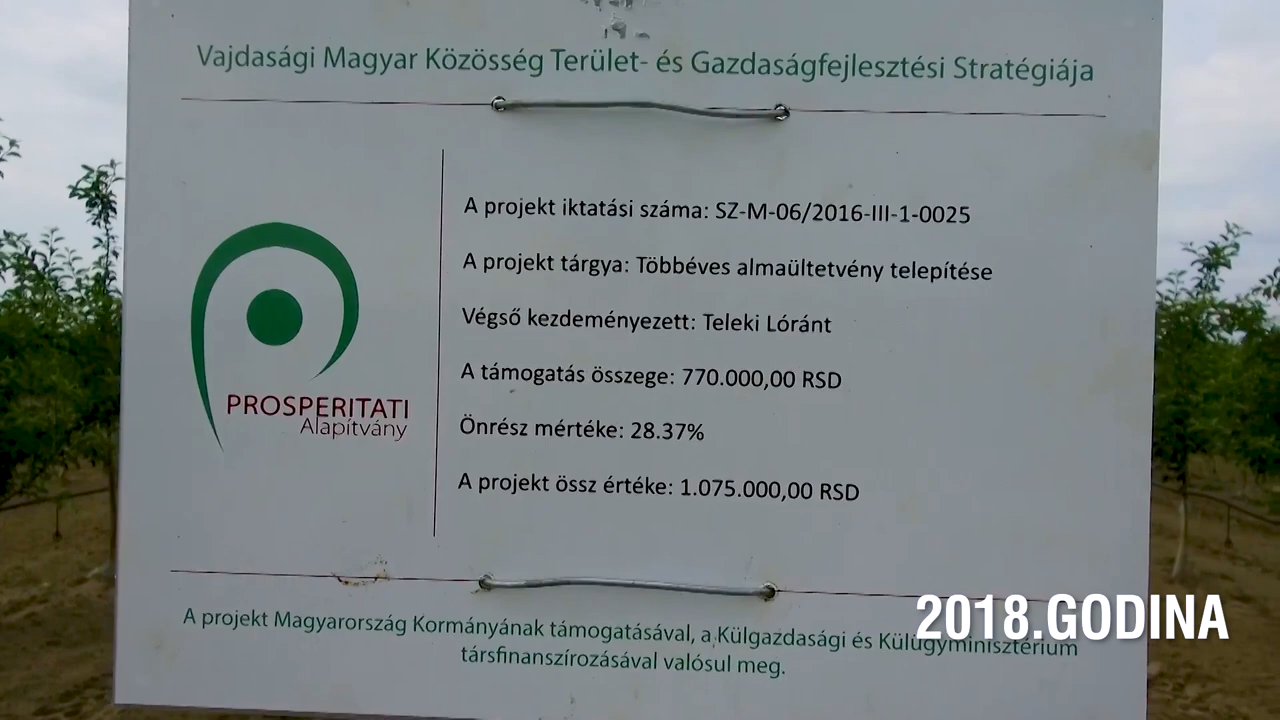 Vajdasági Magyar Közösség Terület- és Gazdaságfejlesztési Stratégiája
A projekt iktatási száma: SZ-M-06/2016-III-1-0025
A projekt tárgya: Többéves almaültetvény telepítése
Végső kezdeményezett: Teleki Lóránt
A támogatás összege: 770.000,00 RSD
PROSPERITATI
Alapítvány
Önrész mértéke: 28.37%
A projekt össz értéke: 1.075.000,00 RSD
2018.GODINA
A projekt Magyarország Kormányának támogatásával, a Külgazdasági és Külügyminisztérium
társfinanszírozásával valósul meg.